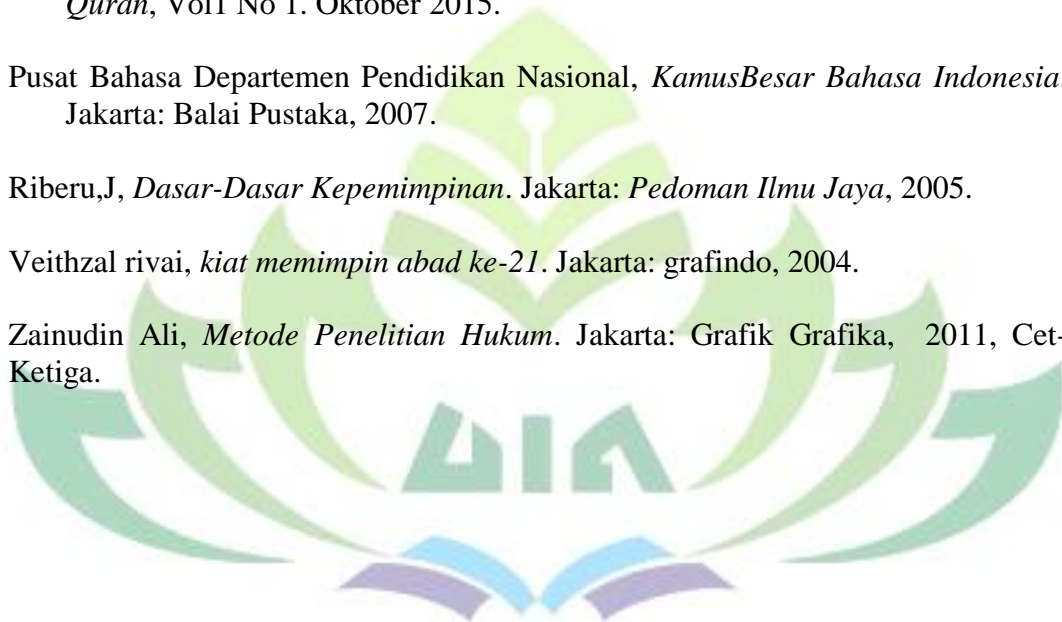 Quran, Vol1 No 1. Oktober 2015.
Pusat Bahasa Departemen Pendidikan Nasional, KamusBesar Bahasa Indonesia.
Jakarta: Balai Pustaka, 2007.
Riberu,J, Dasar-Dasar Kepemimpinan. Jakarta: Pedoman Ilmu Jaya, 2005.
Veithzal rivai, kiat memimpin abad ke-21. Jakarta: grafindo, 2004.
Zainudin Ali, Metode Penelitian Hukum. Jakarta: Grafik Grafika, 2011, Cet-
Ketiga.
UIN